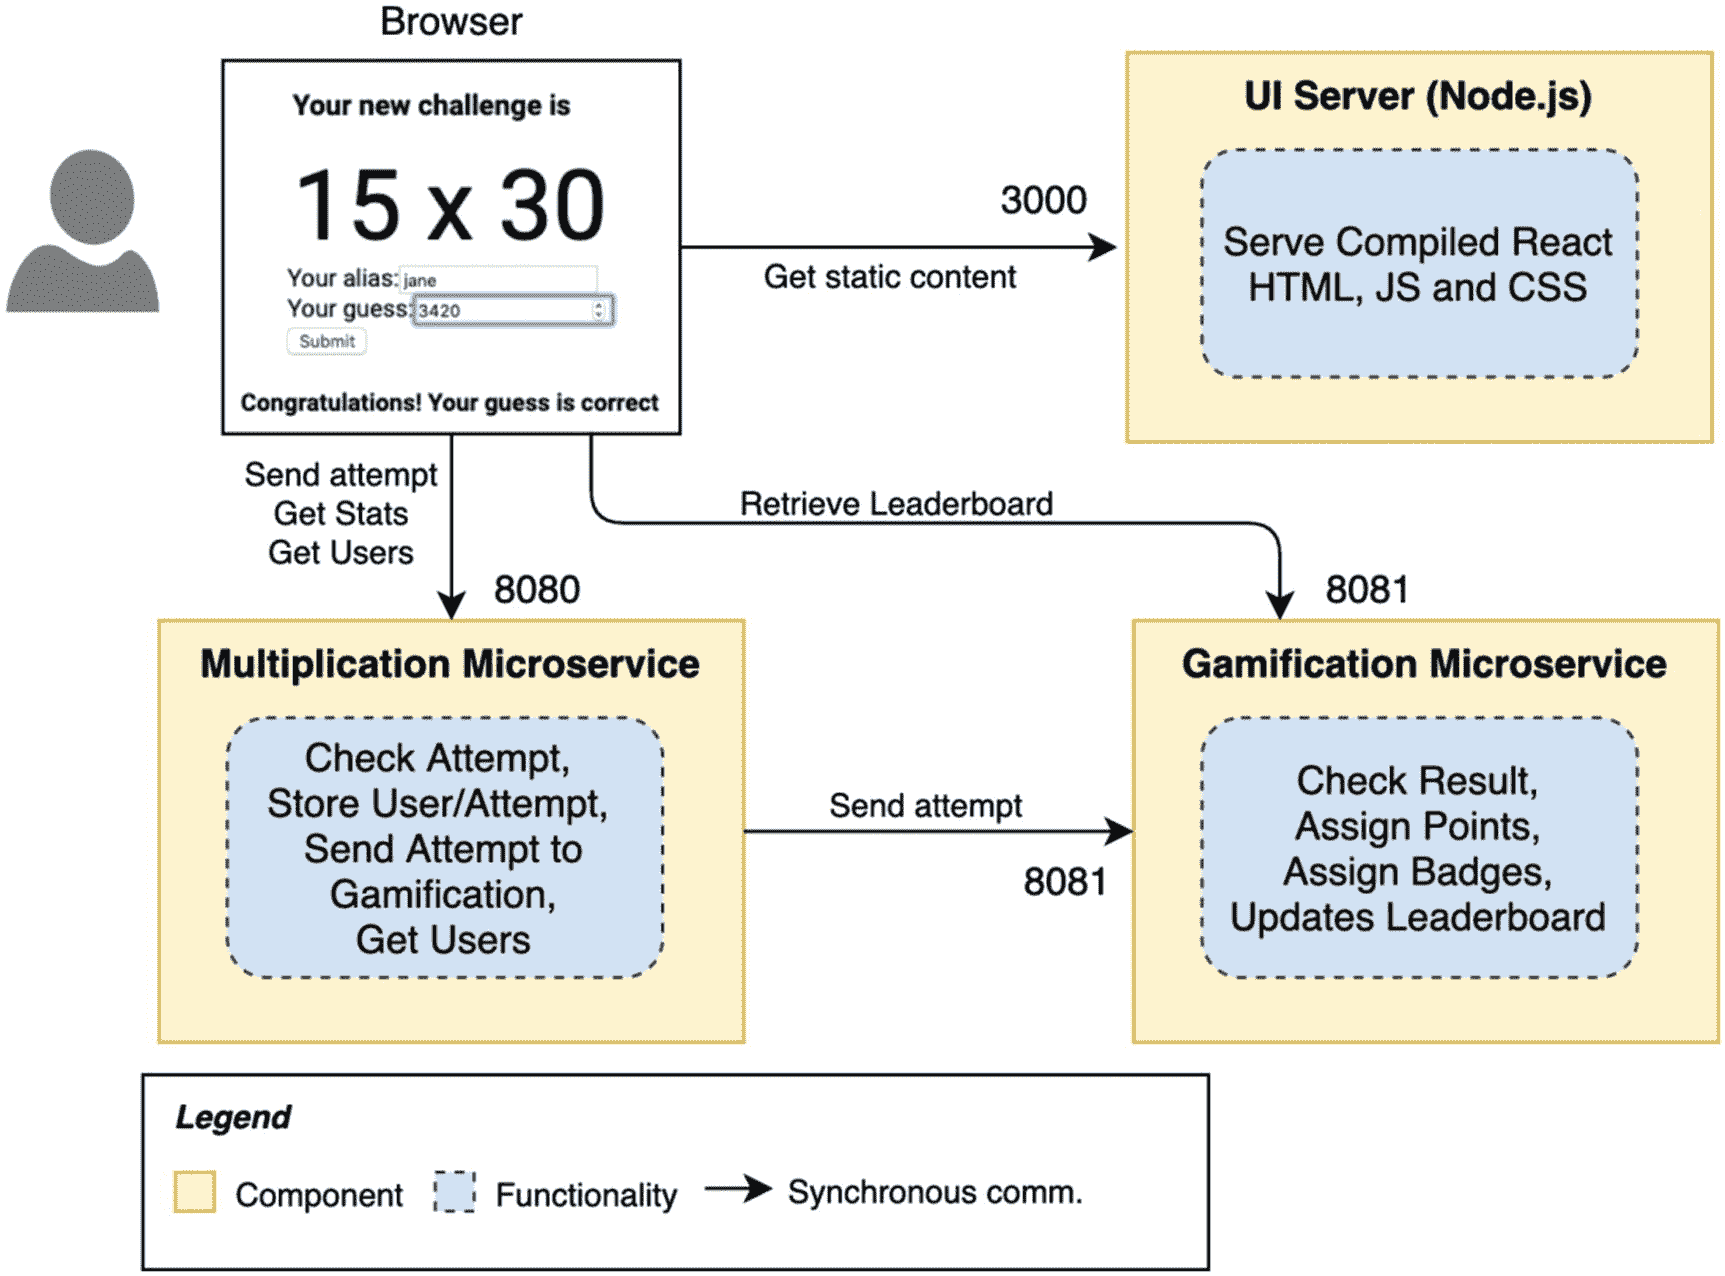 Browser
Your new challenge is
15 x 30
Your alias: jane
Your guess: 3420
Submit
Congratulations! Your guess is correct
UI Server (Node.js)
Serve Compiled React
HTML, JS and CSS
3000
Get static content
Send attempt
Get Stats
Get Users
Retrieve Leaderboard
8080
8081
Multiplication Microservice
Check Attempt,
Store User/Attempt,
Send Attempt to
Gamification,
Get Users
Send attempt
8081
Gamification Microservice
Check Result,
Assign Points,
Assign Badges,
Updates Leaderboard
Legend
Component
Functionality
Synchronous comm.